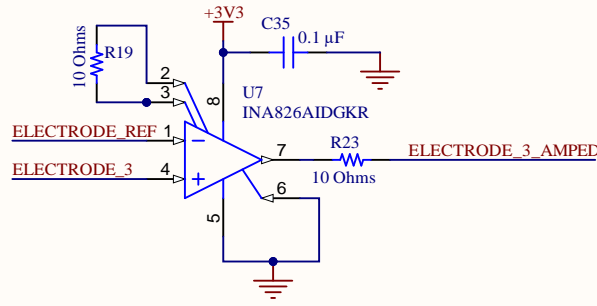 +3V3
C35
0.1 µF
10 Ohms
R19
2
3
8
U7
INA826AIDGKR
ELECTRODE_REF
1
7
R23
ELECTRODE_3_AMPED
ELECTRODE_3
4
10 Ohms
6
5